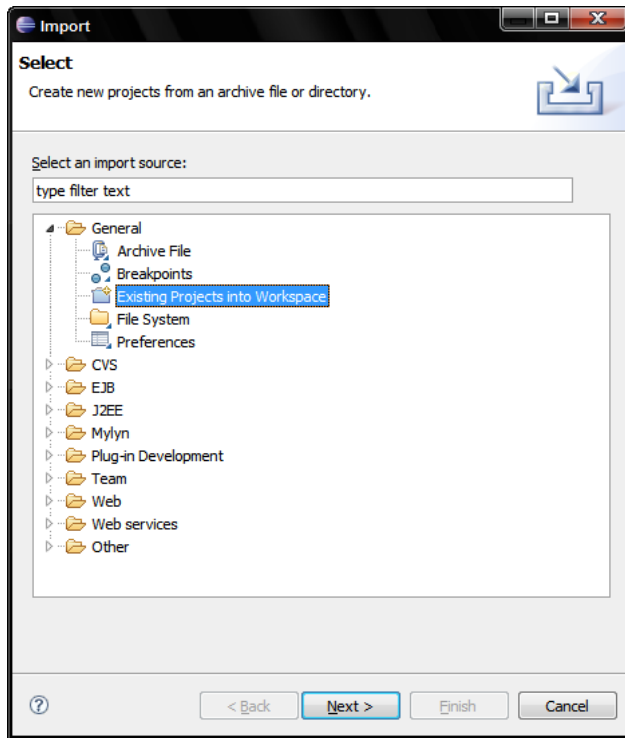 Import
Select
Create new projects from an archive file or directory.
Select an import source:
type filter text
General
Archive File
Breakpoints
Existing Projects into Workspace
File System
Preferences
CVS
EJB
J2EE
Mylyn
Plug-in Development
Team
Web
Web services
Other
? < Back Next > Finish Cancel